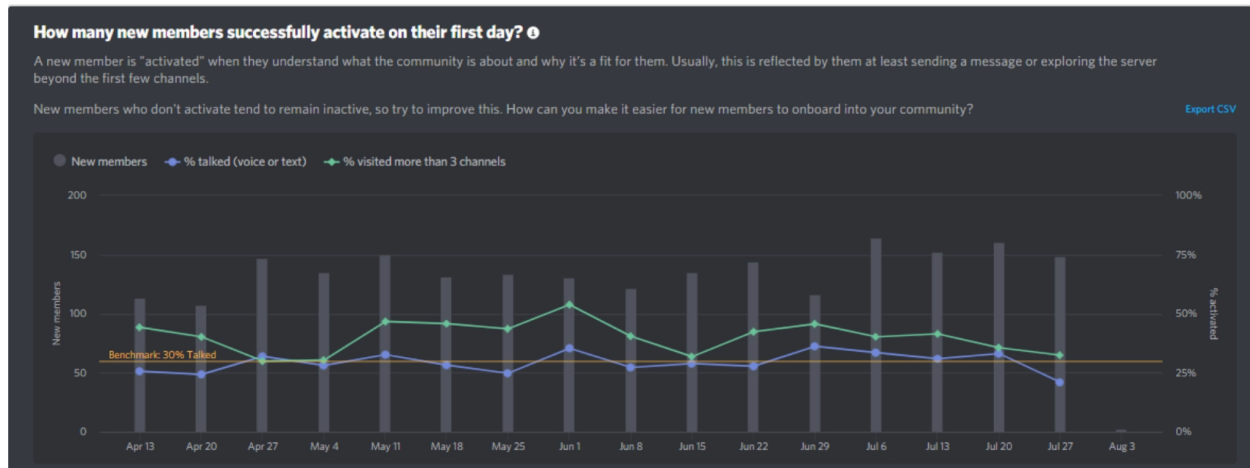 How many new members successfully activate on their first day?
A new member is "activated" when they understand what the community is about and why it's a fit for them. Usually, this is reflected by them at least sending a message or exploring the server
beyond the first few channels.
New members who don't activate tend to remain inactive, so try to improve this. How can you make it easier for new members to onboard into your community?
Export CSV
New members
% talked (voice or text)
% visited more than 3 channels
200
150
100
50
0
New members
100%
75%
50%
25%
0%
% activated
Benchmark: 30% Talked
Apr 13
Apr 20
Apr 27
May 4
May 11
May 18
May 25
Jun 1
Jun 8
Jun 15
Jun 22
Jun 29
Jul 6
Jul 13
Jul 20
Jul 27
Aug 3